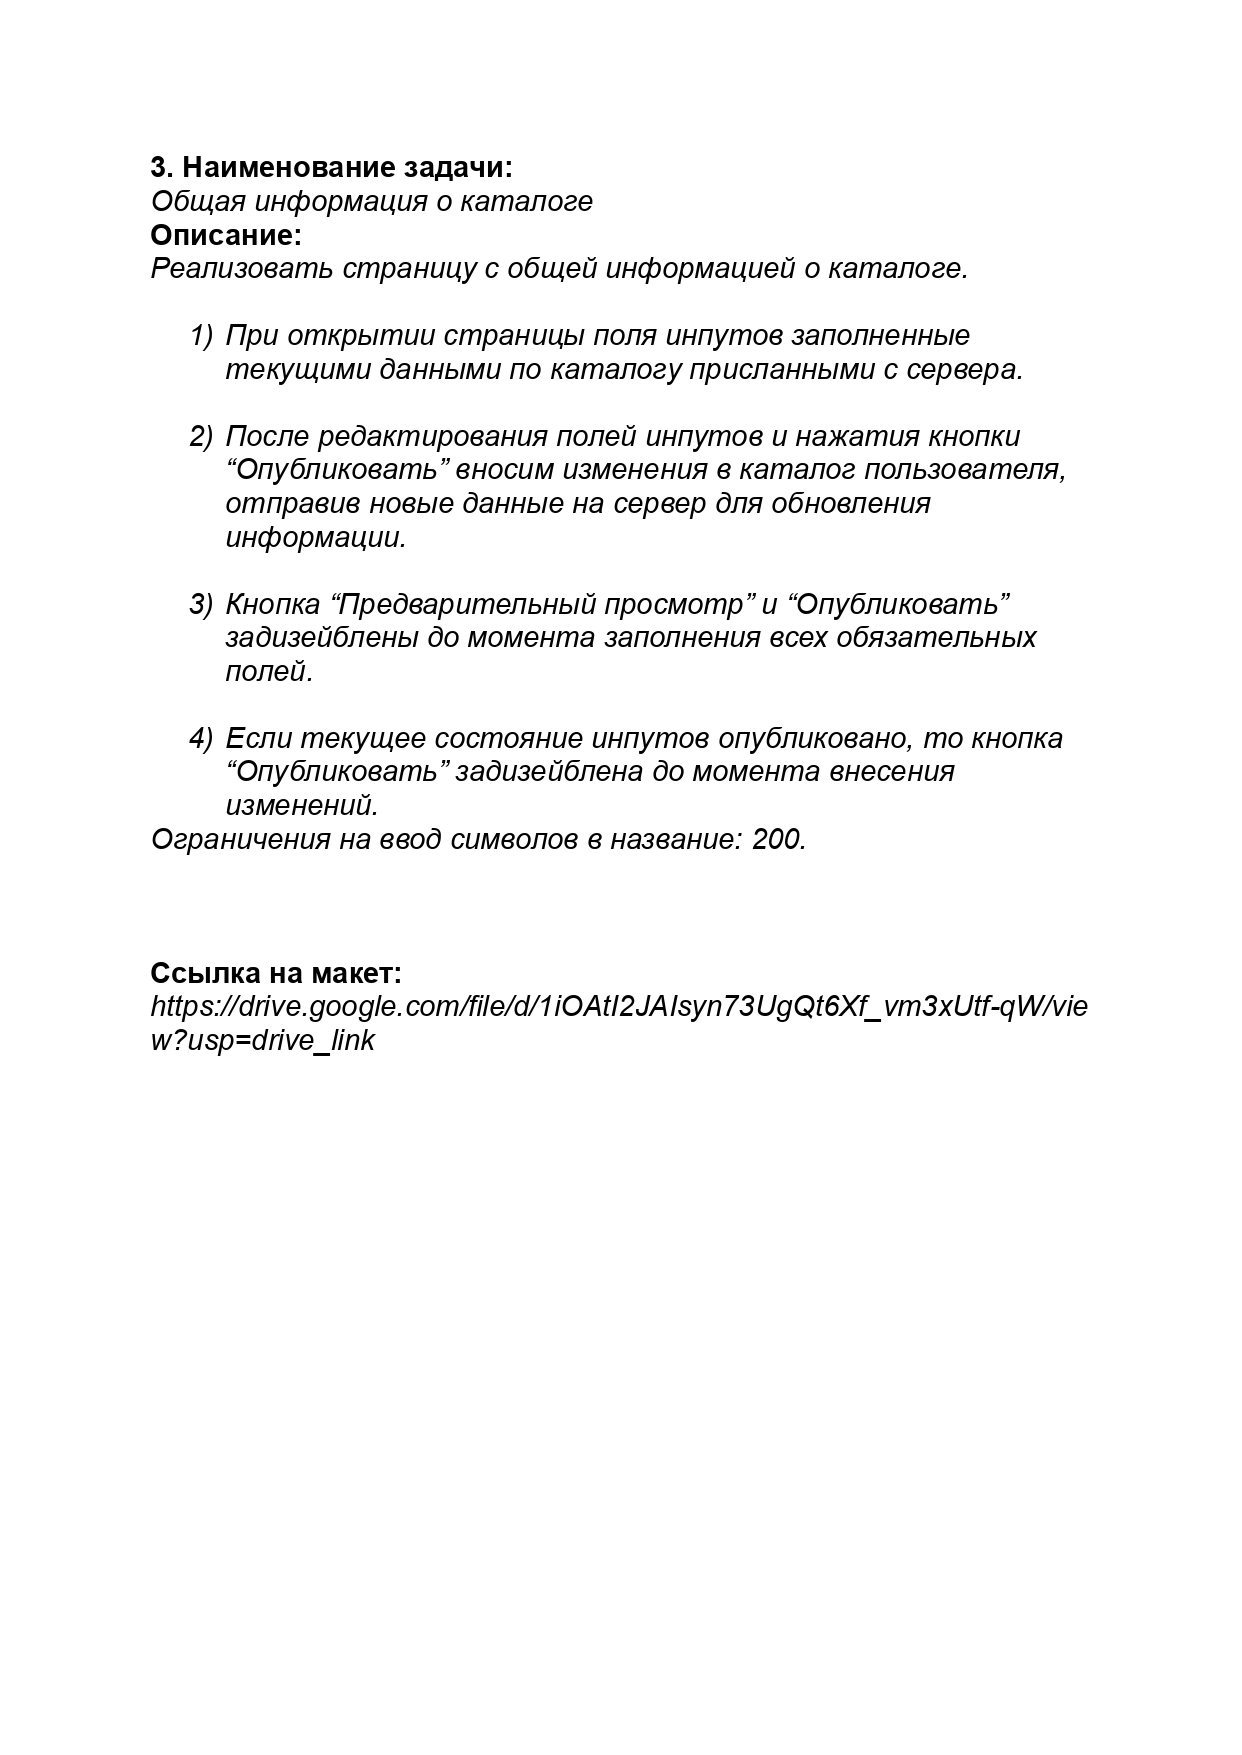 3. Наименование задачи:
Общая информация о каталоге
Описание:
Реализовать страницу с общей информацией о каталоге.
1) При открытии страницы поля инпутов заполненные
текущими данными по каталогу присланными с сервера.
2) После редактирования полей инпутов и нажатия кнопки
“Опубликовать” вносим изменения в каталог пользователя,
отправив новые данные на сервер для обновления
информации.
3) Кнопка “Предварительный просмотр” и “Опубликовать”
задизейблены до момента заполнения всех обязательных
полей.
4) Если текущее состояние инпутов опубликовано, то кнопка
“Опубликовать” задизейблена до момента внесения
изменений.
Ограничения на ввод символов в название: 200.
Ссылка на макет:
https://drive.google.com/file/d/1iOAtI2JAIsyn73UgQt6Xf_vm3xUtf-qW/vie
w?usp=drive_link